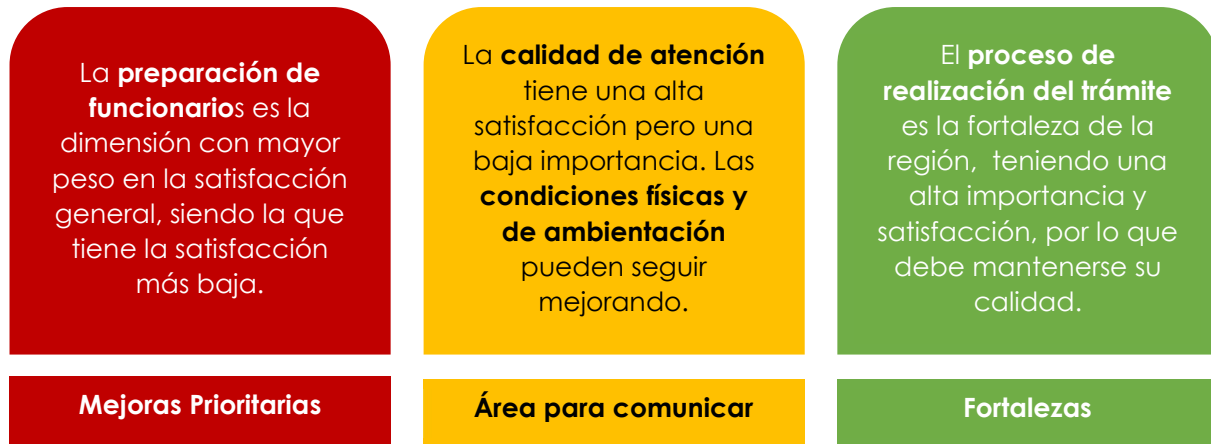 La preparación de
funcionarios es la
dimensión con mayor
peso en la satisfacción
general, siendo la que
tiene la satisfacción
más baja.
Mejoras Prioritarias
La calidad de atención
tiene una alta
satisfacción pero una
baja importancia. Las
condiciones físicas y
de ambientación
pueden seguir
mejorando.
Área para comunicar
El proceso de
realización del trámite
es la fortaleza de la
región, teniendo una
alta importancia y
satisfacción, por lo que
debe mantenerse su
calidad.
Fortalezas